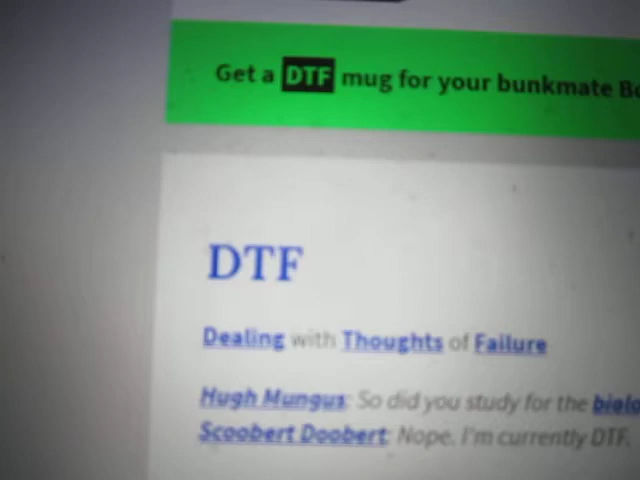 Get a DTF mug for your bunkmate
DTF
Dealing with Thoughts of Failure
Hugh Mungus: So did you study for the
Scoobert Doobert: Nope. I'm currently DTF.